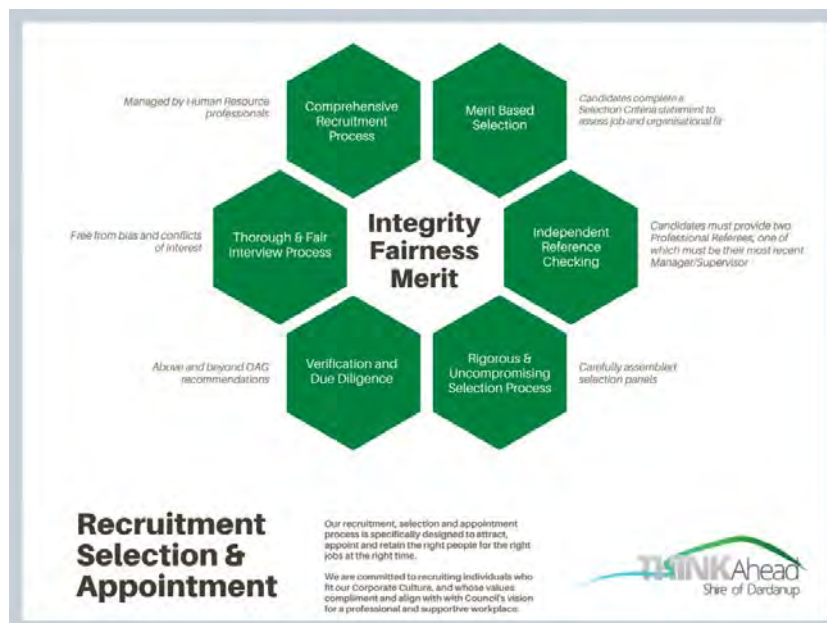 Managed by Human Resource
professionals
Comprehensive
Recruitment
Process
Merit Based
Selection
Candidates complete a
Selection Criteria statement to
assess job and organisational fit
Free from bias and conflicts
of interest
Thorough & Fair
Interview Process
Integrity
Fairness
Merit
Independent
Reference
Checking
Candidates must provide two
Professional Referees, one of
which must be their most recent
Manager/Supervisor
Above and beyond OAG
recommendations
Verification and
Due Diligence
Rigorous &
Uncompromising
Selection Process
Carefully assembled
selection panels
Recruitment
Selection &
Appointment
Our recruitment, selection and appointment
process is specifically designed to attract,
appoint and retain the right people for the right
jobs at the right time.
We are committed to recruiting individuals who
fit our Corporate Culture, and whose values
compliment and align with with Council's vision
for a professional and supportive workplace.
THINKAhead
Shire of Dardanup